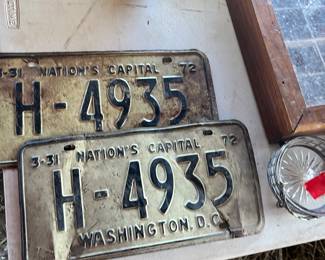 3-31 NATION'S CAPITAL 72
H-4935
3-31 NATION'S CAPITAL 72
H-4935
WASHINGTON, D.C.